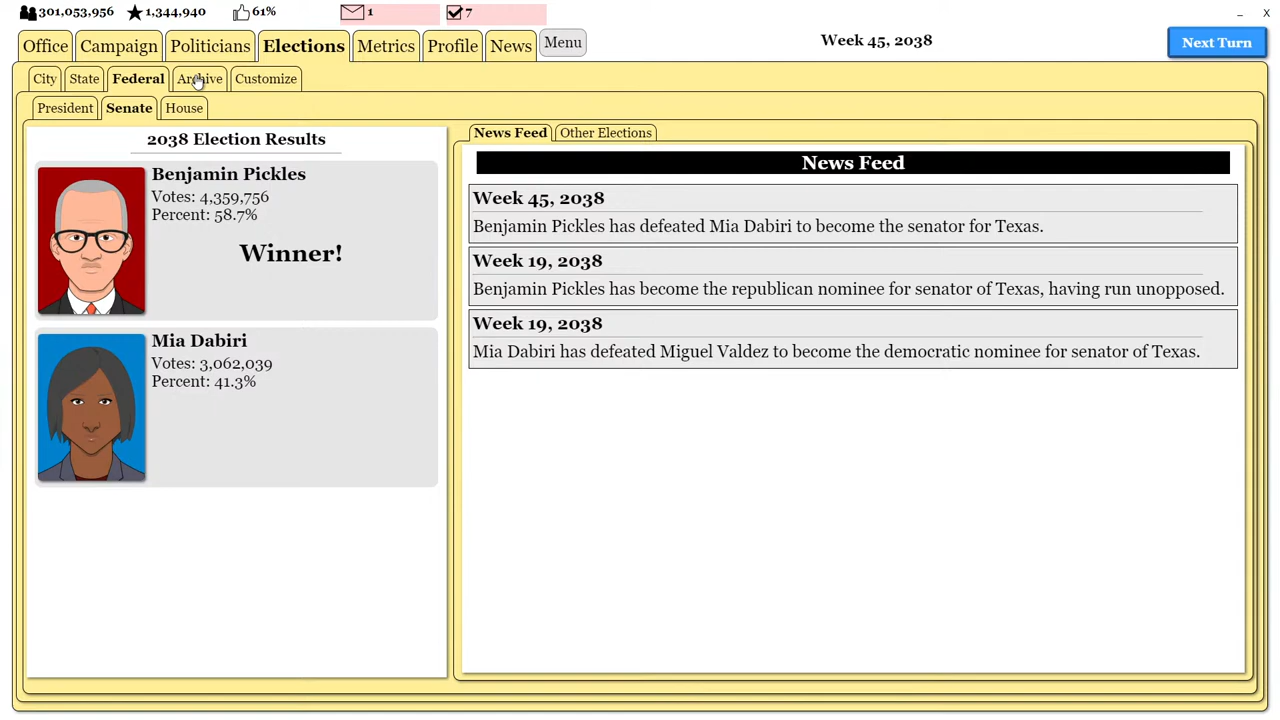 301,053,956 1,344,940 61% 1 7 _ X
Office Campaign Politicians Elections Metrics Profile News Menu Week 45, 2038 Next Turn
City State Federal Archive Customize
President Senate House
2038 Election Results
Benjamin Pickles
Votes: 4,359,756
Percent: 58.7%
Winner!
Mia Dabiri
Votes: 3,062,039
Percent: 41.3%
News Feed Other Elections
News Feed
Week 45, 2038
Benjamin Pickles has defeated Mia Dabiri to become the senator for Texas.
Week 19, 2038
Benjamin Pickles has become the republican nominee for senator of Texas, having run unopposed.
Week 19, 2038
Mia Dabiri has defeated Miguel Valdez to become the democratic nominee for senator of Texas.